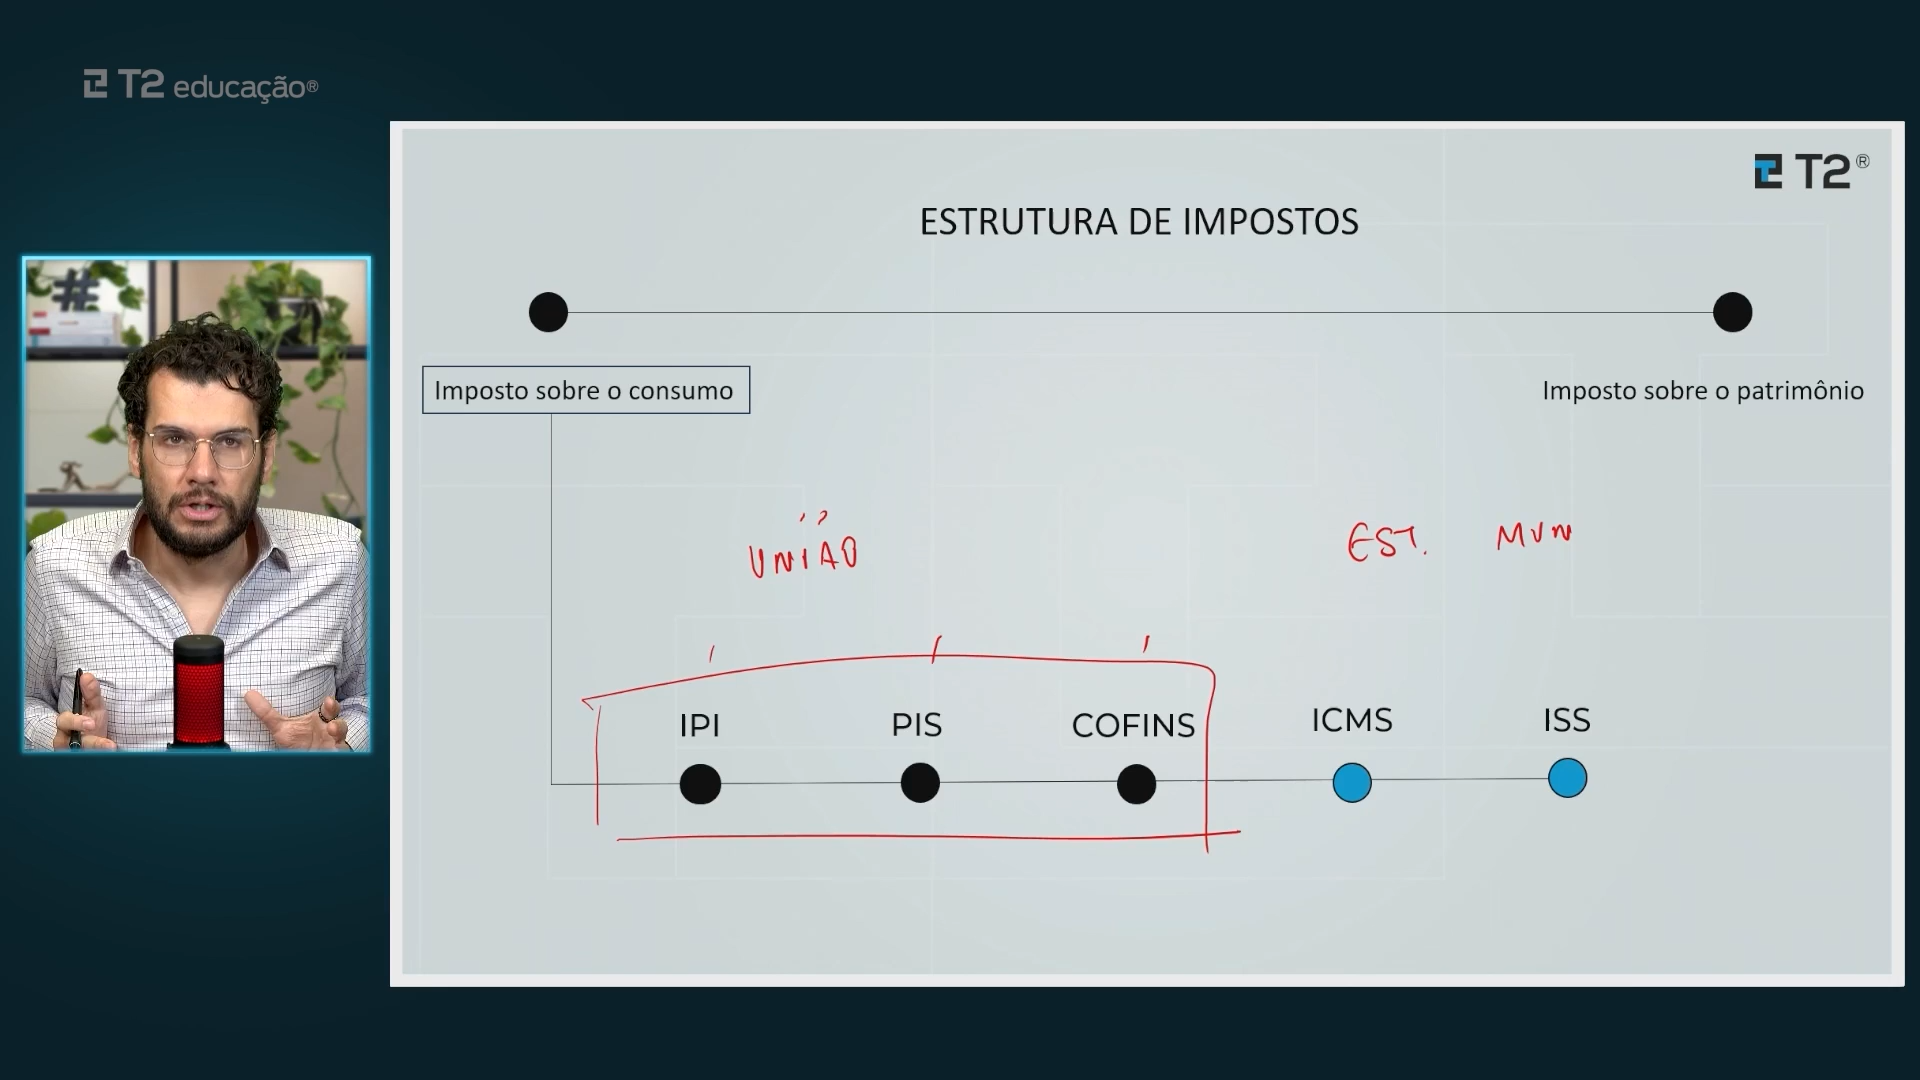 T2 educação®
T2®
ESTRUTURA DE IMPOSTOS
Imposto sobre o consumo
Imposto sobre o patrimônio
UNIÃO
EST. MUN
IPI
PIS
COFINS
ICMS
ISS